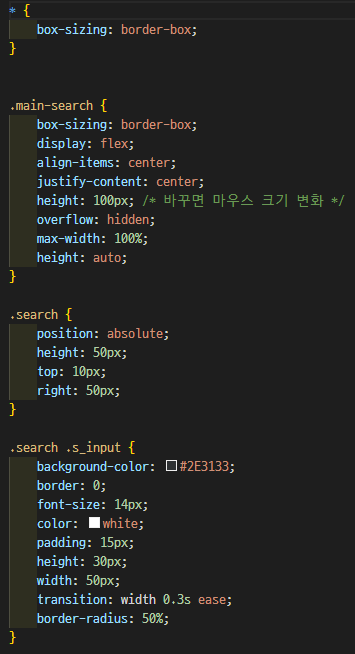 * {
box-sizing: border-box;
}
.main-search {
box-sizing: border-box;
display: flex;
align-items: center;
justify-content: center;
height: 100px; /* 바꾸면 마우스 크기 변화 */
overflow: hidden;
max-width: 100%;
height: auto;
}
.search {
position: absolute;
height: 50px;
top: 10px;
right: 50px;
}
.search .s_input {
background-color: #2E3133;
border: 0;
font-size: 14px;
color: white;
padding: 15px;
height: 30px;
width: 50px;
transition: width 0.3s ease;
border-radius: 50%;
}